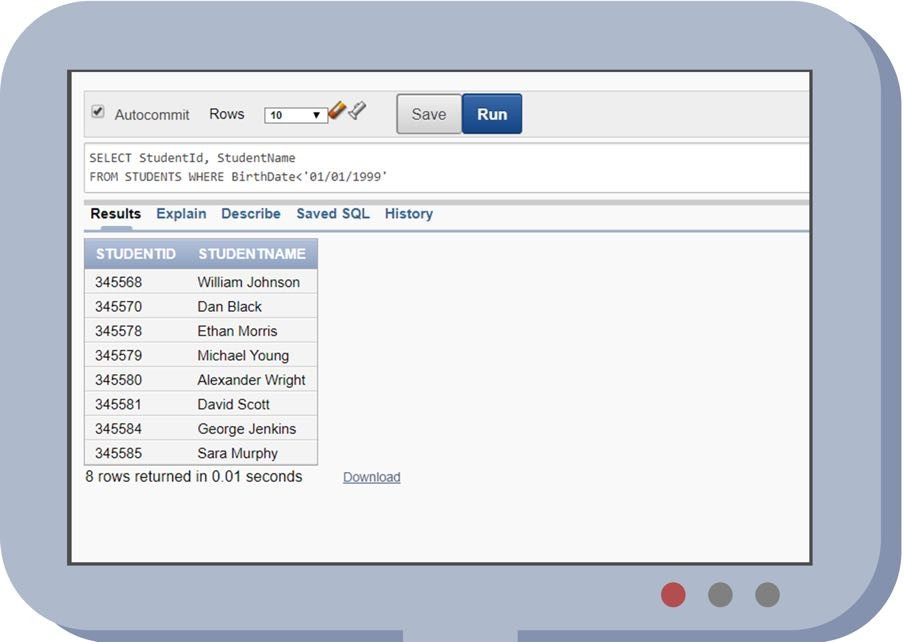 Autocommit Rows 10 Save Run
SELECT StudentId, StudentName
FROM STUDENTS WHERE BirthDate<'01/01/1999'
Results Explain Describe Saved SQL History
STUDENTID STUDENTNAME
345568 William Johnson
345570 Dan Black
345578 Ethan Morris
345579 Michael Young
345580 Alexander Wright
345581 David Scott
345584 George Jenkins
345585 Sara Murphy
8 rows returned in 0.01 seconds Download